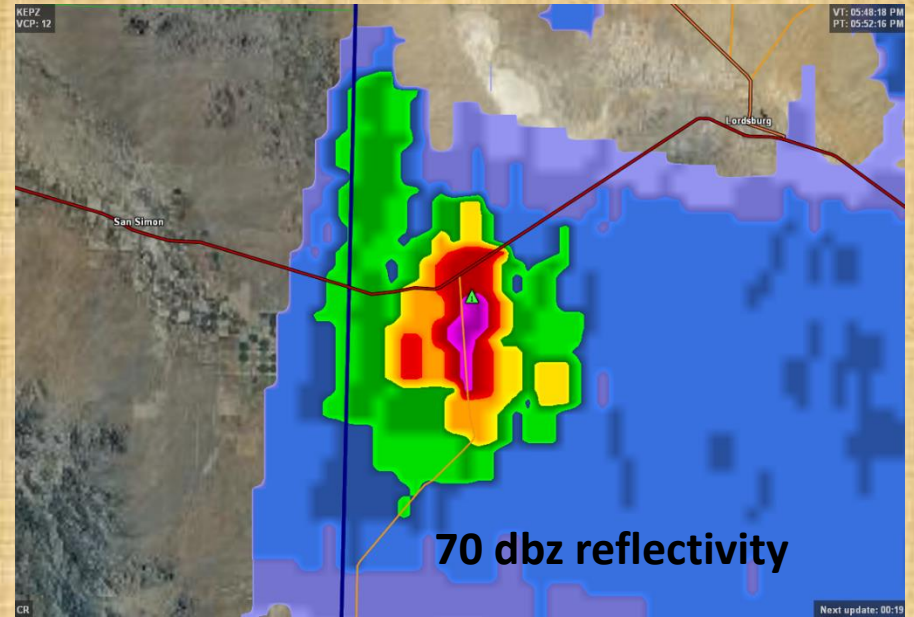 KEPZ
VCP: 12
VT: 05:48:18 PM
PT: 05:52:16 PM
Lordsburg
San Simon
70 dbz reflectivity
CR
Next update: 00:19